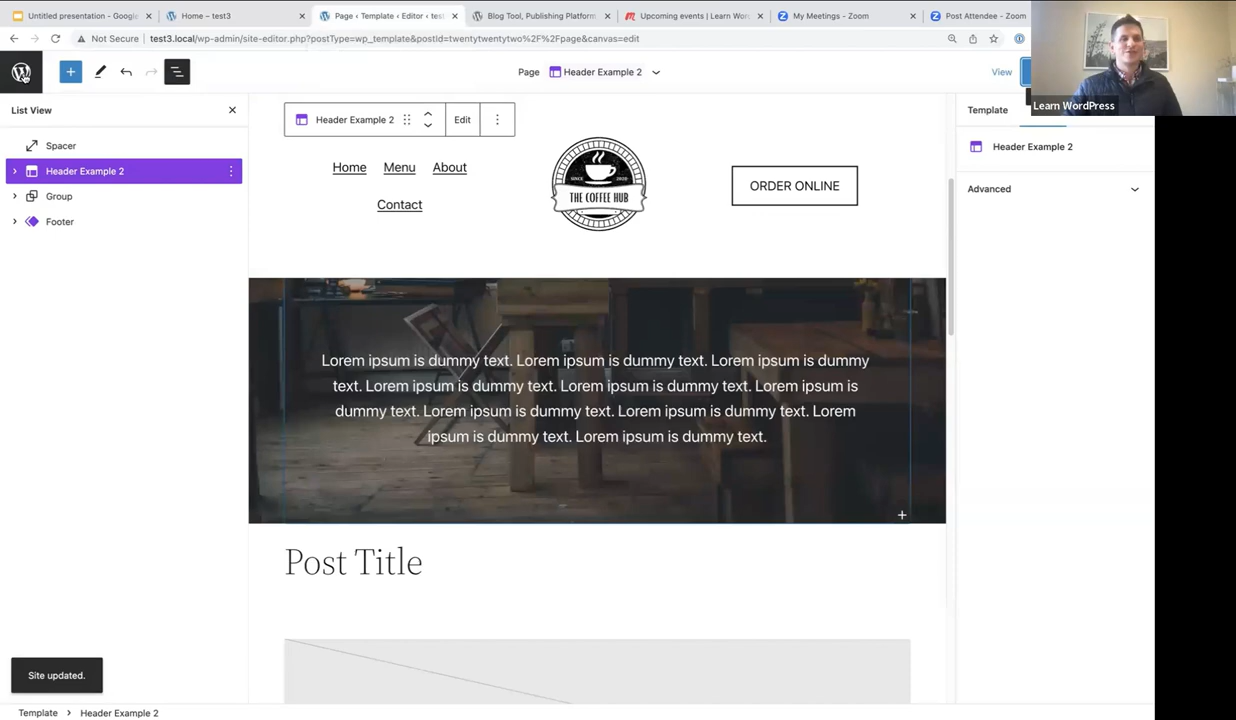 Untitled presentation - Google
Home – test3
Page ‹ Template ‹ Editor ‹ test
Blog Tool, Publishing Platform
Upcoming events | Learn Wor
My Meetings - Zoom
Post Attendee - Zoom
Not Secure
test3.local/wp-admin/site-editor.php?postType=wp_template&postId=twentytwentytwo%2F%2Fpage&canvas=edit
Page
Header Example 2
View
Learn WordPress
List View
Spacer
Header Example 2
Group
Footer
Header Example 2
Edit
Home
Menu
About
Contact
SINCE
2020
THE COFFEE HUB
ORDER ONLINE
Lorem ipsum is dummy text. Lorem ipsum is dummy text. Lorem ipsum is dummy
text. Lorem ipsum is dummy text. Lorem ipsum is dummy text. Lorem ipsum is
dummy text. Lorem ipsum is dummy text. Lorem ipsum is dummy text. Lorem
ipsum is dummy text. Lorem ipsum is dummy text.
Post Title
Template
Header Example 2
Advanced
Site updated.
Template › Header Example 2